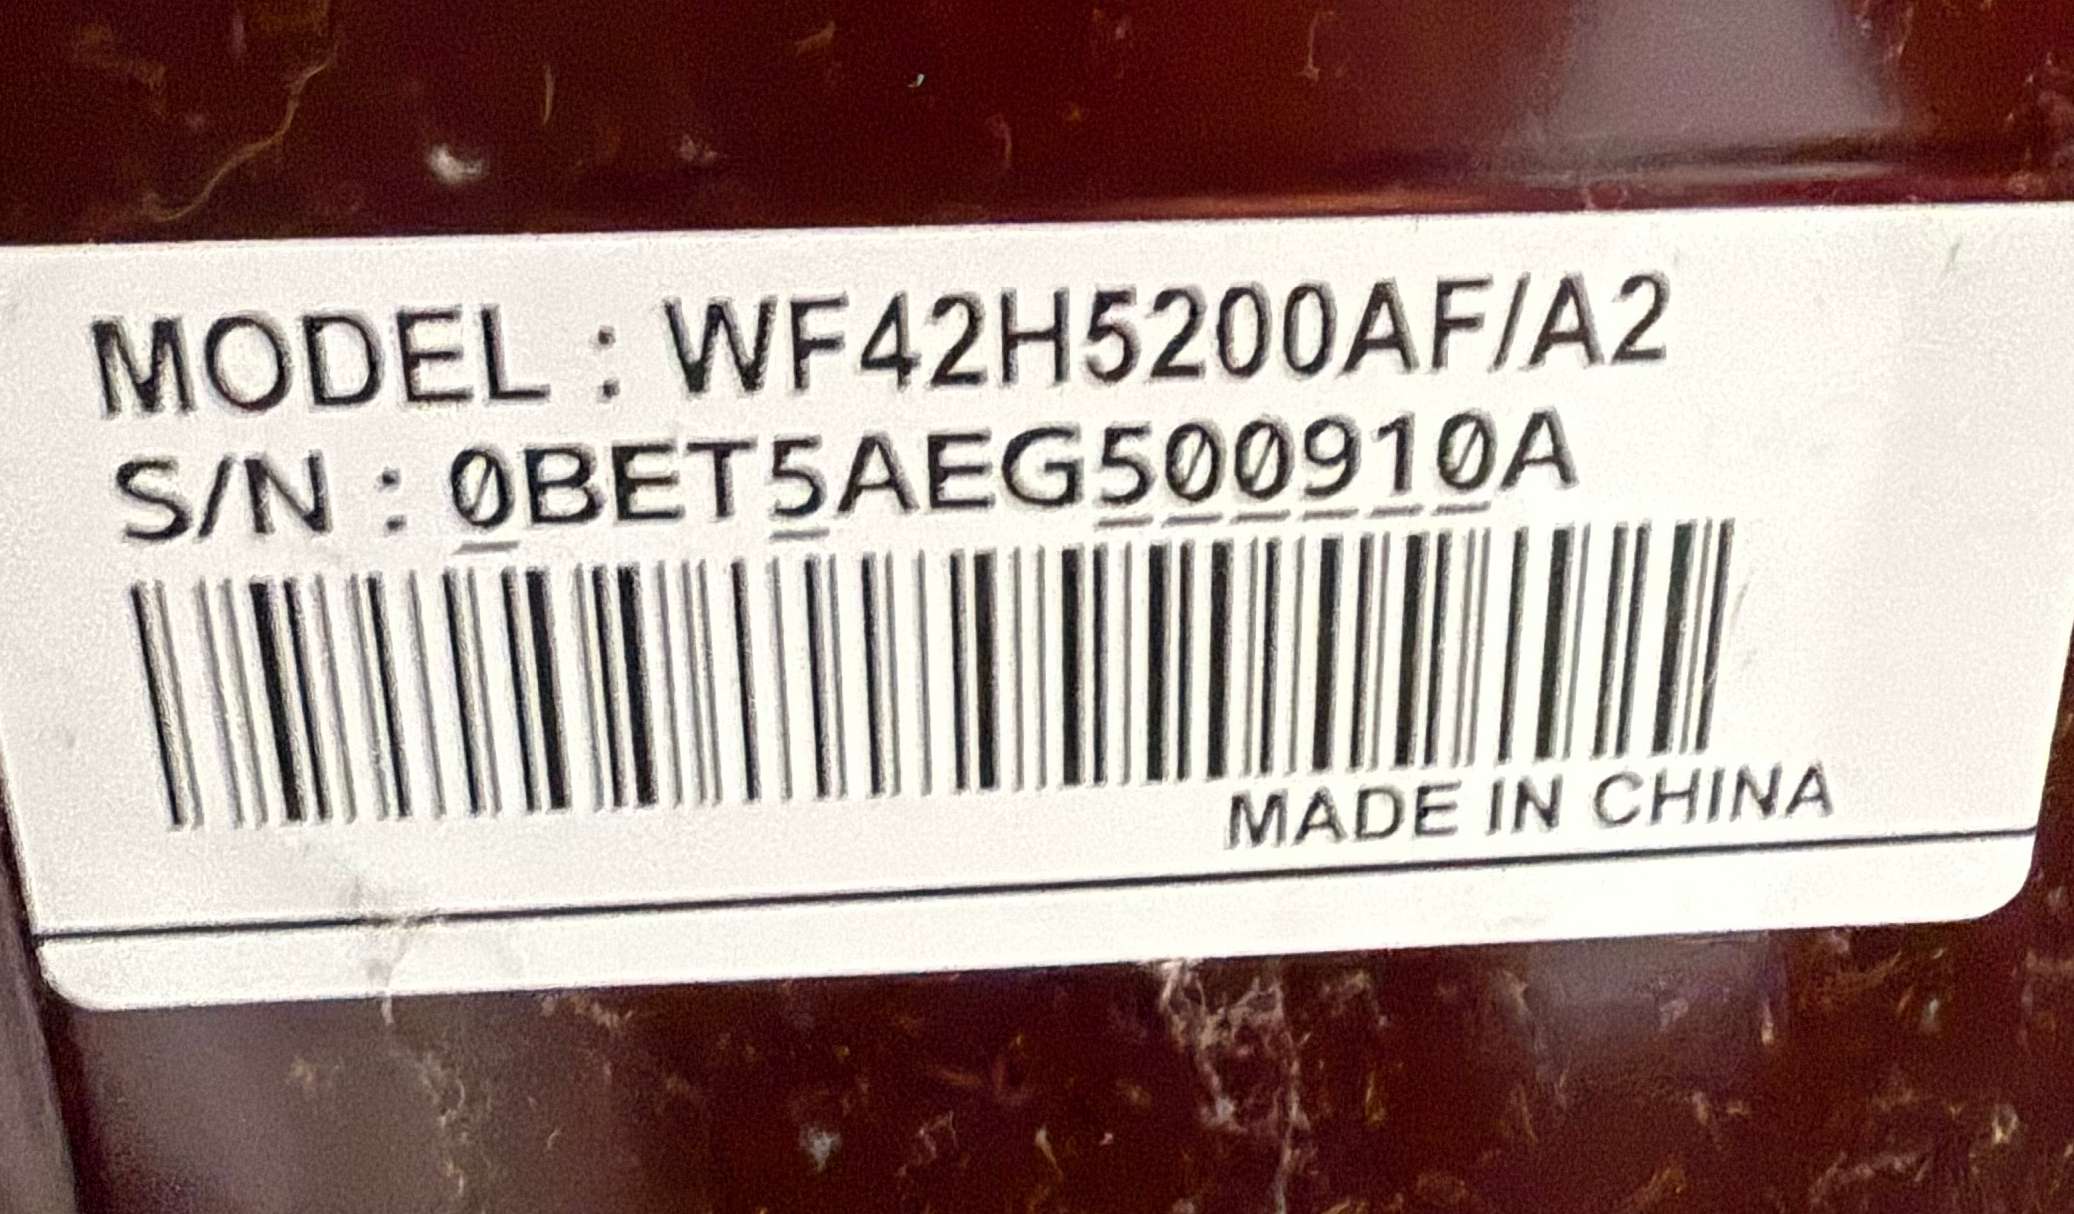 MODEL : WF42H5200AF/A2
S/N : 0BET5AEG500910A
MADE IN CHINA